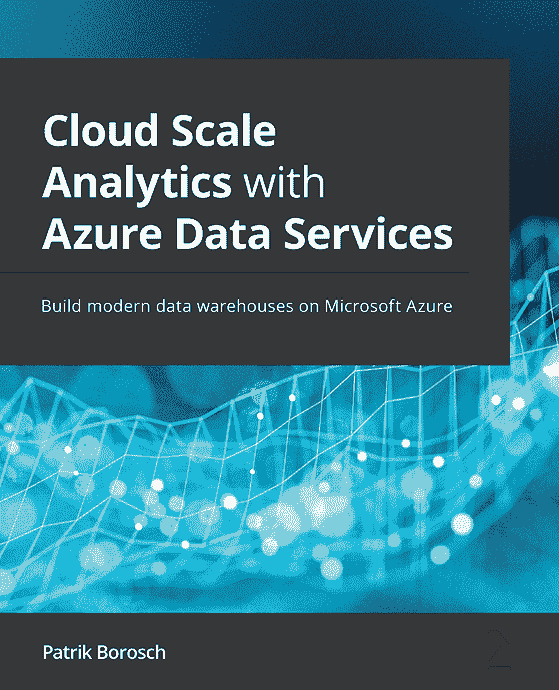 Cloud Scale
Analytics with
Azure Data Services
Build modern data warehouses on Microsoft Azure
Patrik Borosch